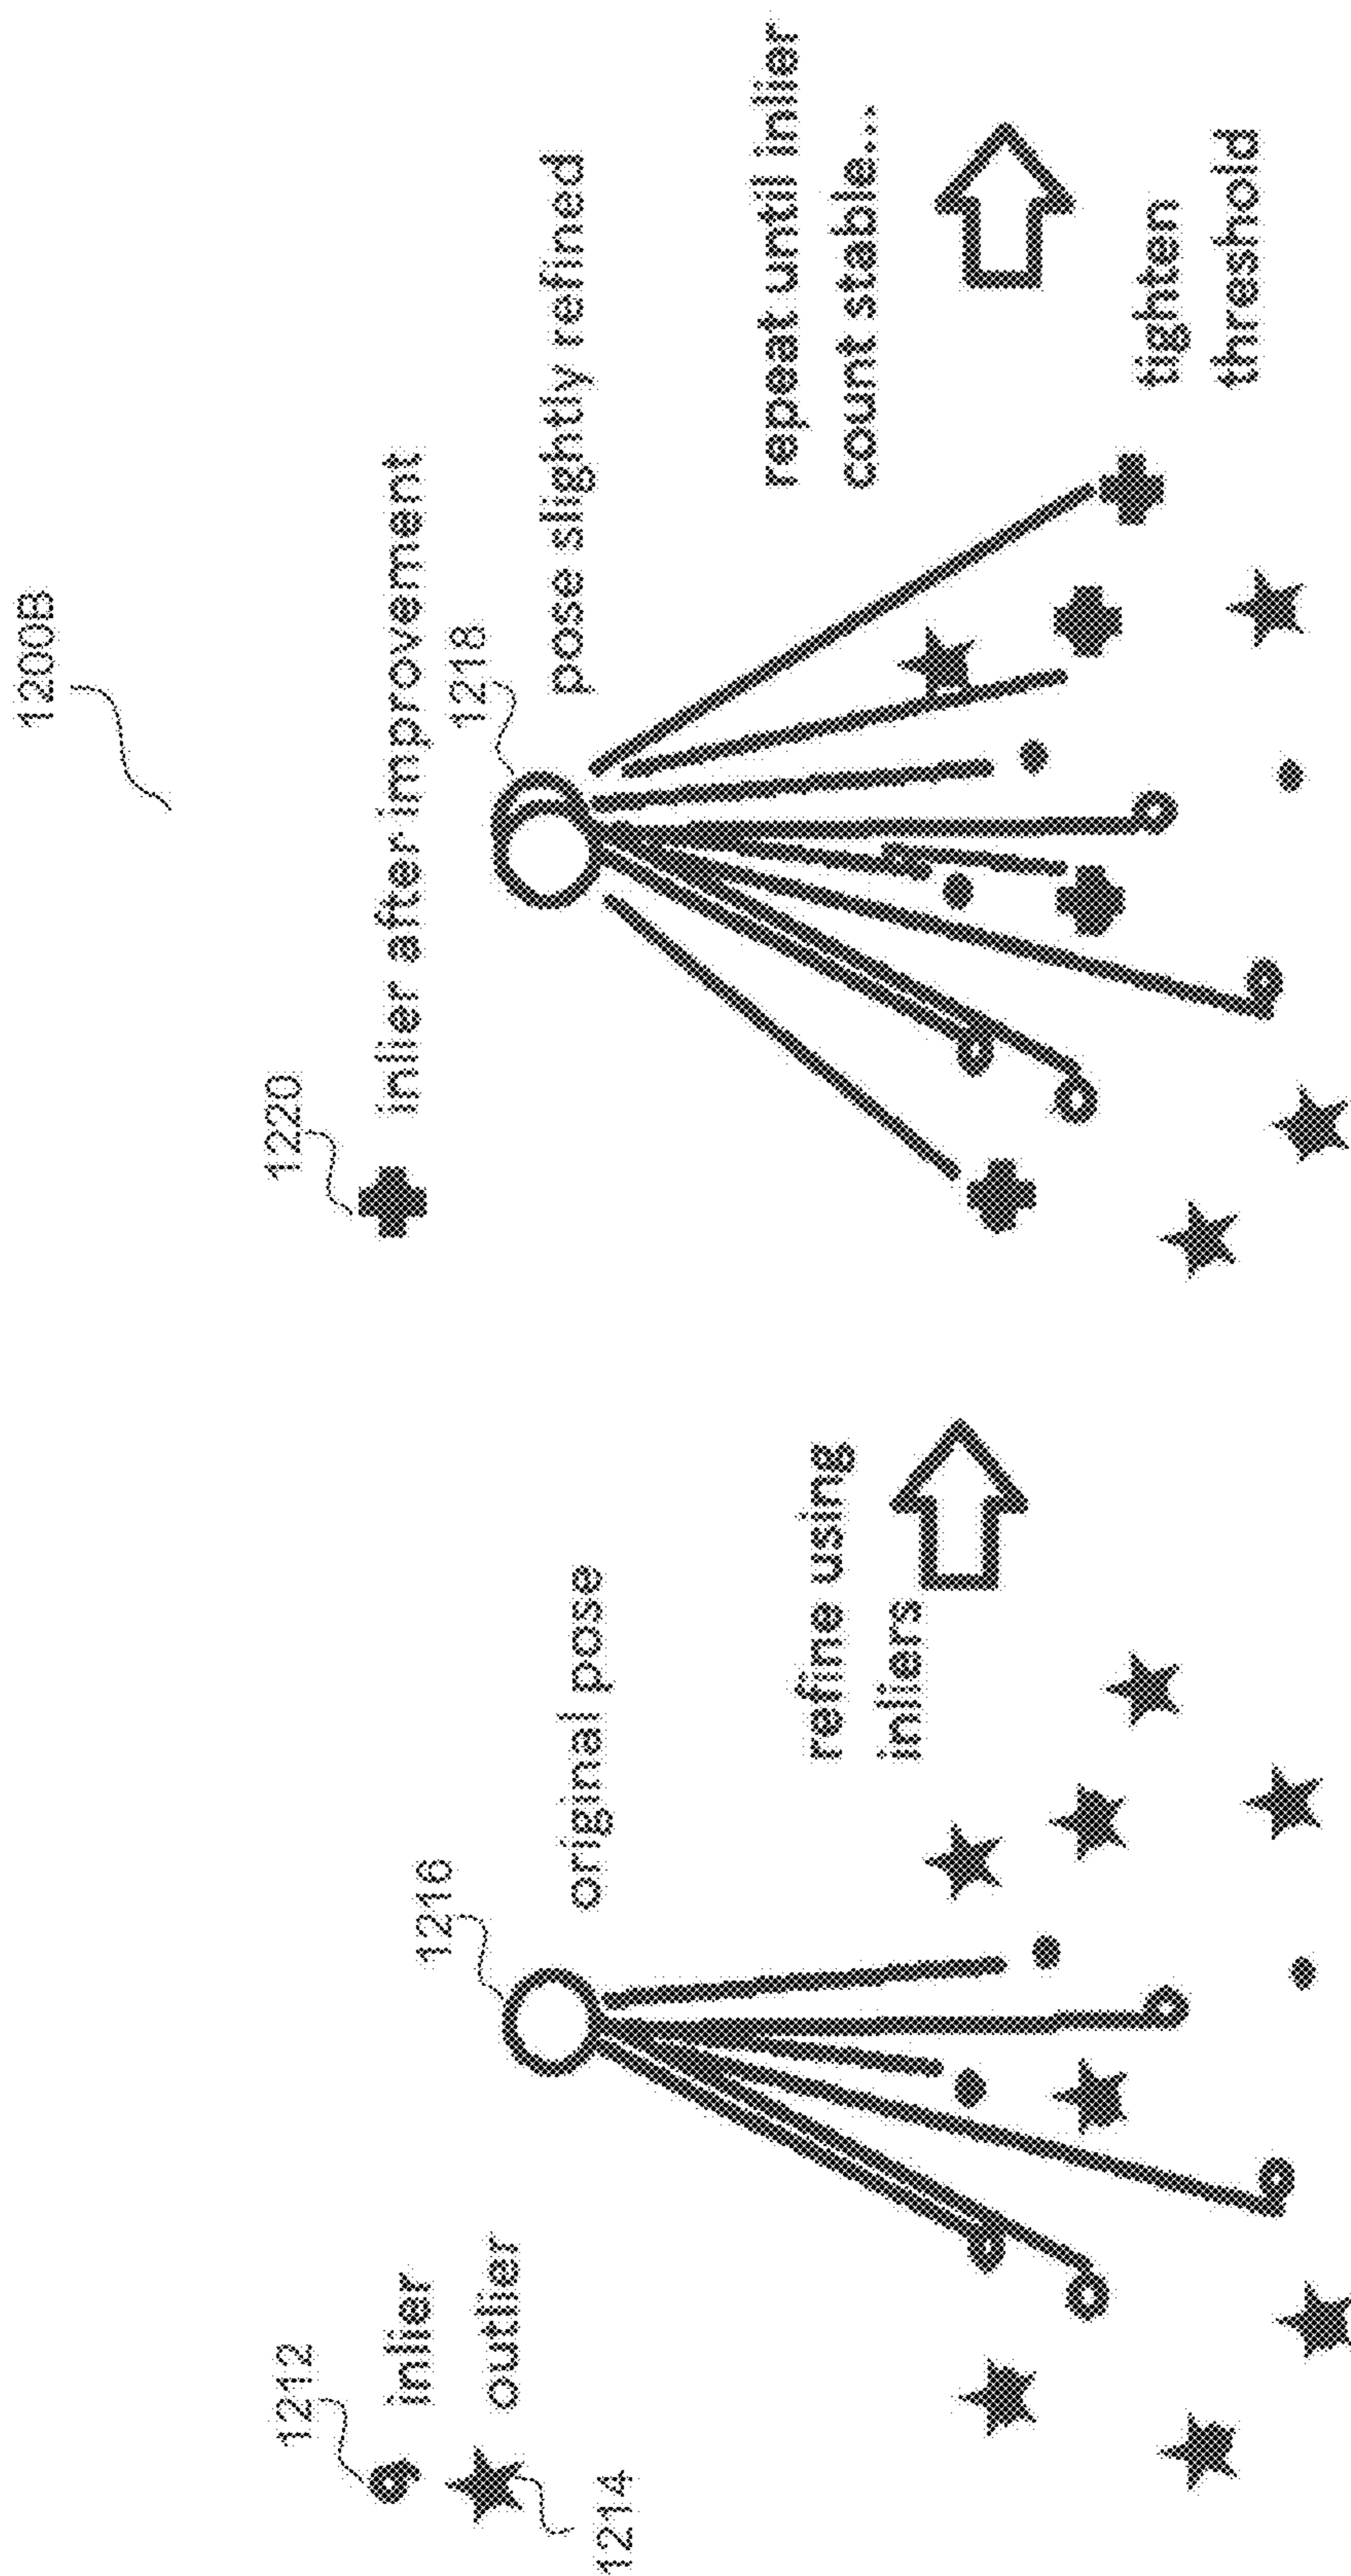 1200B
1212
inlier
outlier
1214
1216
original pose
refine using
inliers
1220
inlier after improvement
1218
pose slightly refined
repeat until inlier
count stable...
tighten
threshold